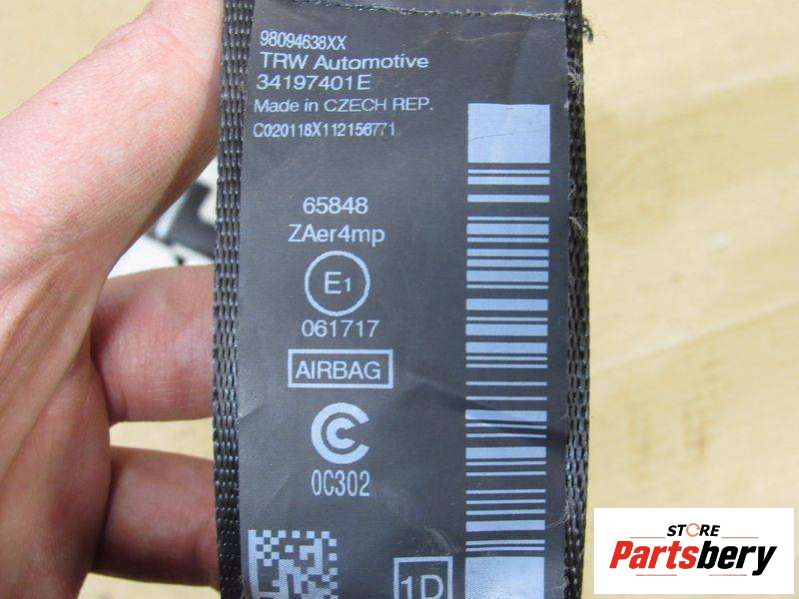 98094638XX
TRW Automotive
34197401E
Made in CZECH REP.
C020118X112156771
65848
ZAer4mp
E1
061717
AIRBAG
0C302
1D
STORE
Partsbery